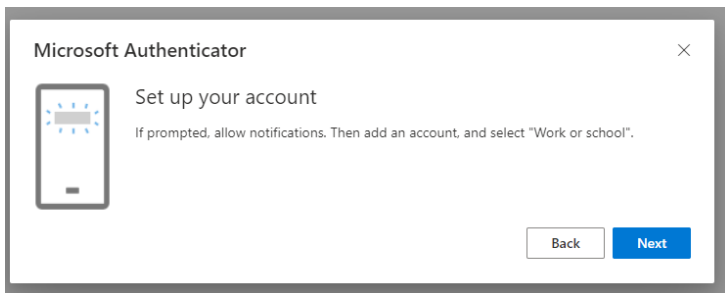 Microsoft Authenticator
Set up your account
If prompted, allow notifications. Then add an account, and select "Work or school".
Back
Next